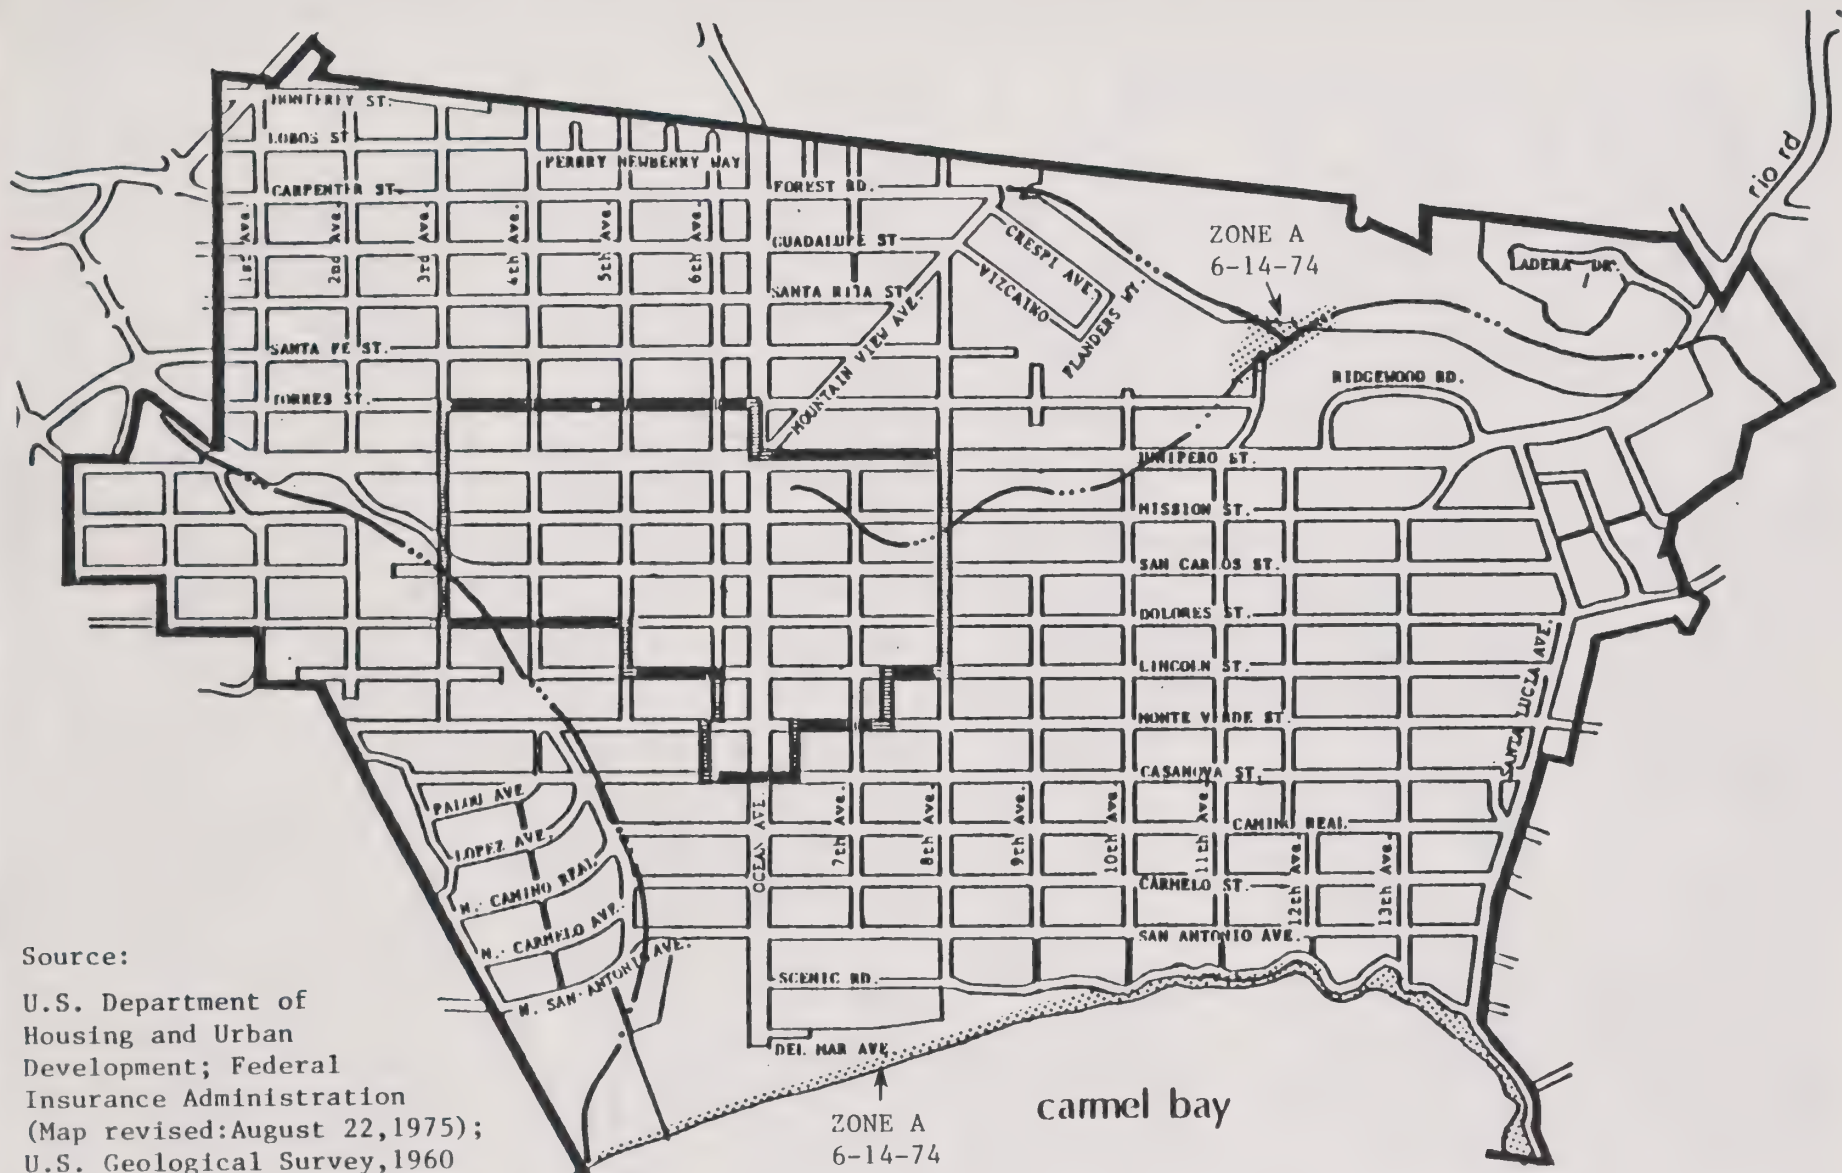 MONTEREY ST.
LOBOS ST
PERRRY NEWBERRY WAY
CARPENTER ST.
FOREST RD.
1st Ave.
2nd Ave.
3rd Ave.
4th Ave.
5th Ave.
6th Ave.
GUADALUPE ST
SANTA RITA ST
MOUNTAIN VIEW AVE.
CRESPI AVE.
VIZCAINO
FLANDERS WY.
ZONE A
6-14-74
LADERA DR.
rio rd
SANTA FE ST.
TORRES ST.
RIDGEWOOD RD.
JUNIPERO ST.
MISSION ST.
SAN CARLOS ST.
DOLORES ST.
LINCOLN ST.
MONTE VERDE ST.
SANTA LUCIA AVE.
CASANOVA ST.
PALOU AVE
LOPEZ AVE.
N. CAMINO REAL
N. CARMELO AVE.
N. SAN ANTONIO AVE.
OCEAN AVE.
7th Ave.
8th Ave.
9th Ave.
10th Ave.
11th Ave.
12th Ave.
13th Ave.
CAMINO REAL
CARMELO ST.
SAN ANTONIO AVE.
SCENIC RD.
DEL MAR AVE
ZONE A
6-14-74
carmel bay
Source:
U.S. Department of
Housing and Urban
Development; Federal
Insurance Administration
(Map revised:August 22,1975);
U.S. Geological Survey,1960